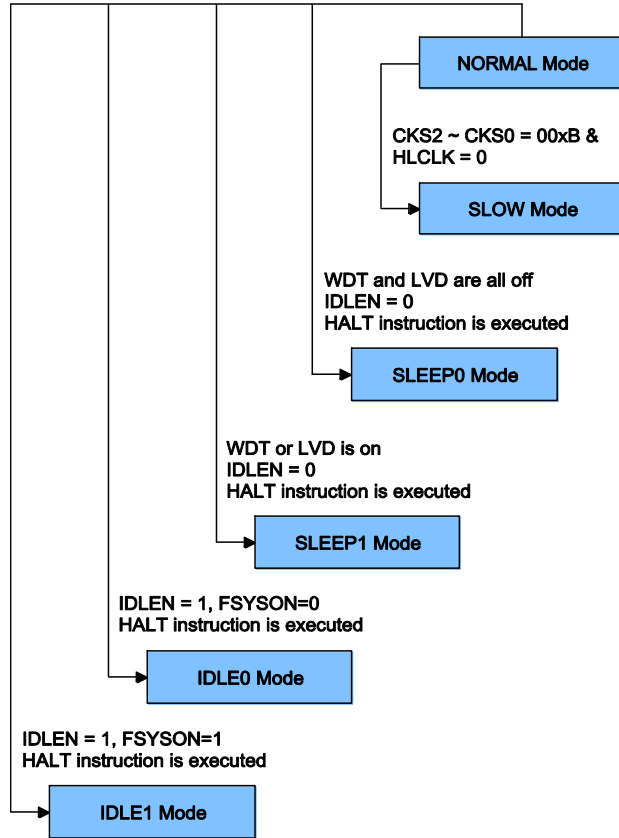 NORMAL Mode
CKS2 ~ CKS0 = 00xB &
HLCLK = 0
SLOW Mode
WDT and LVD are all off
IDLEN = 0
HALT instruction is executed
SLEEP0 Mode
WDT or LVD is on
IDLEN = 0
HALT instruction is executed
SLEEP1 Mode
IDLEN = 1, FSYSON=0
HALT instruction is executed
IDLE0 Mode
IDLEN = 1, FSYSON=1
HALT instruction is executed
IDLE1 Mode